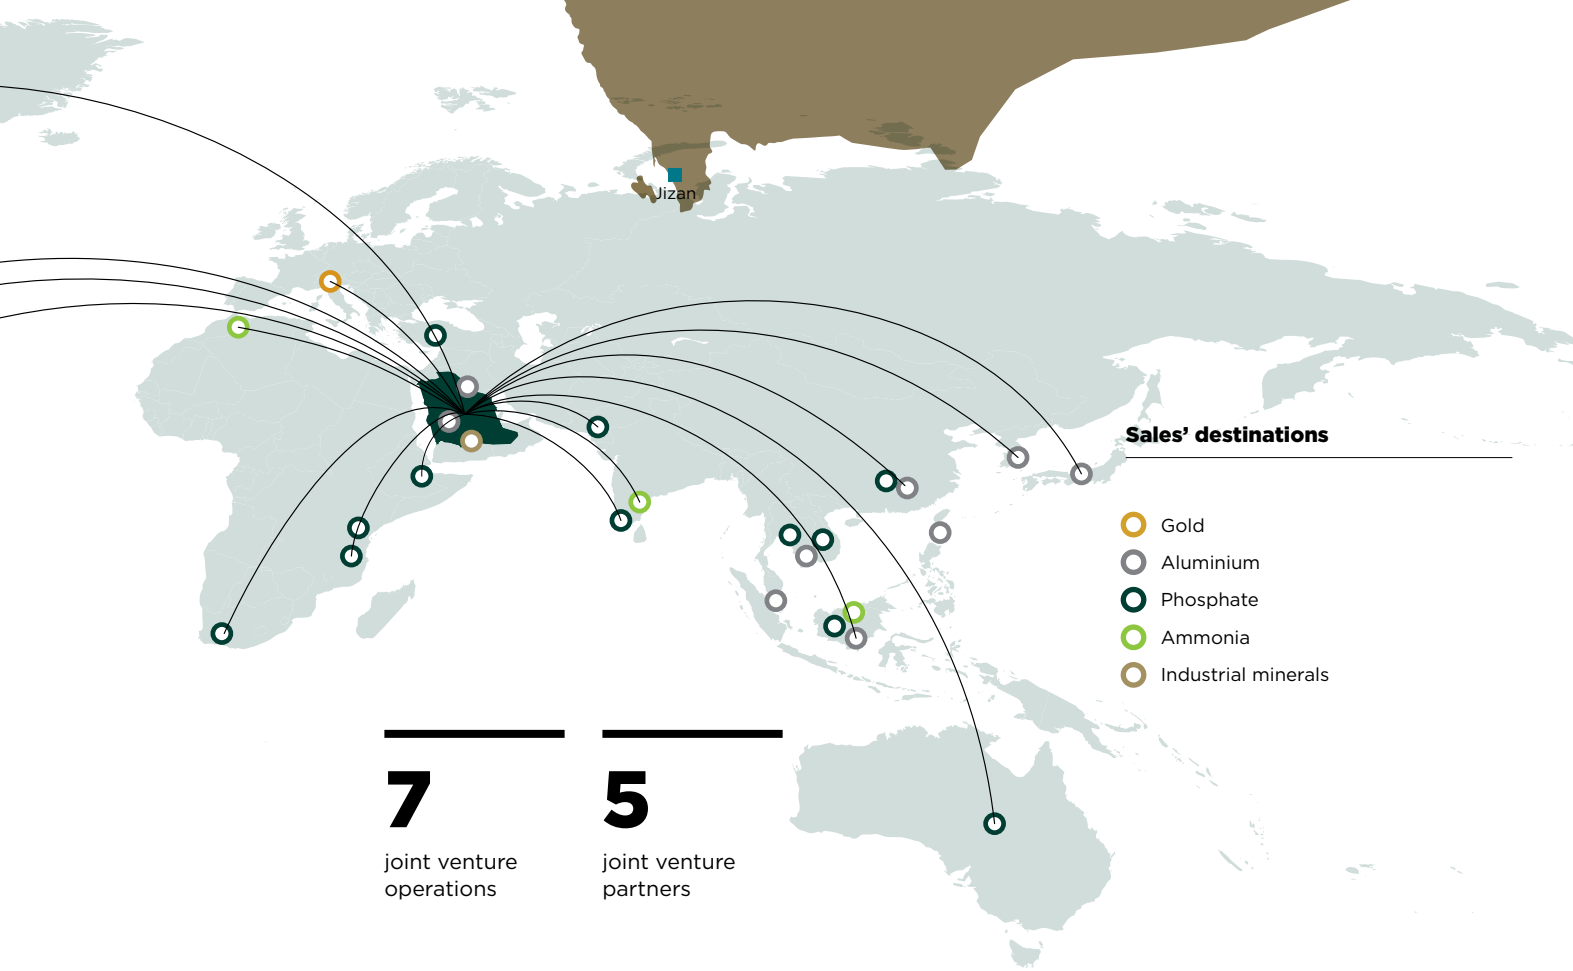 Jizan
Sales’ destinations
Gold
Aluminium
Phosphate
Ammonia
Industrial minerals
7
joint venture
operations
5
joint venture
partners